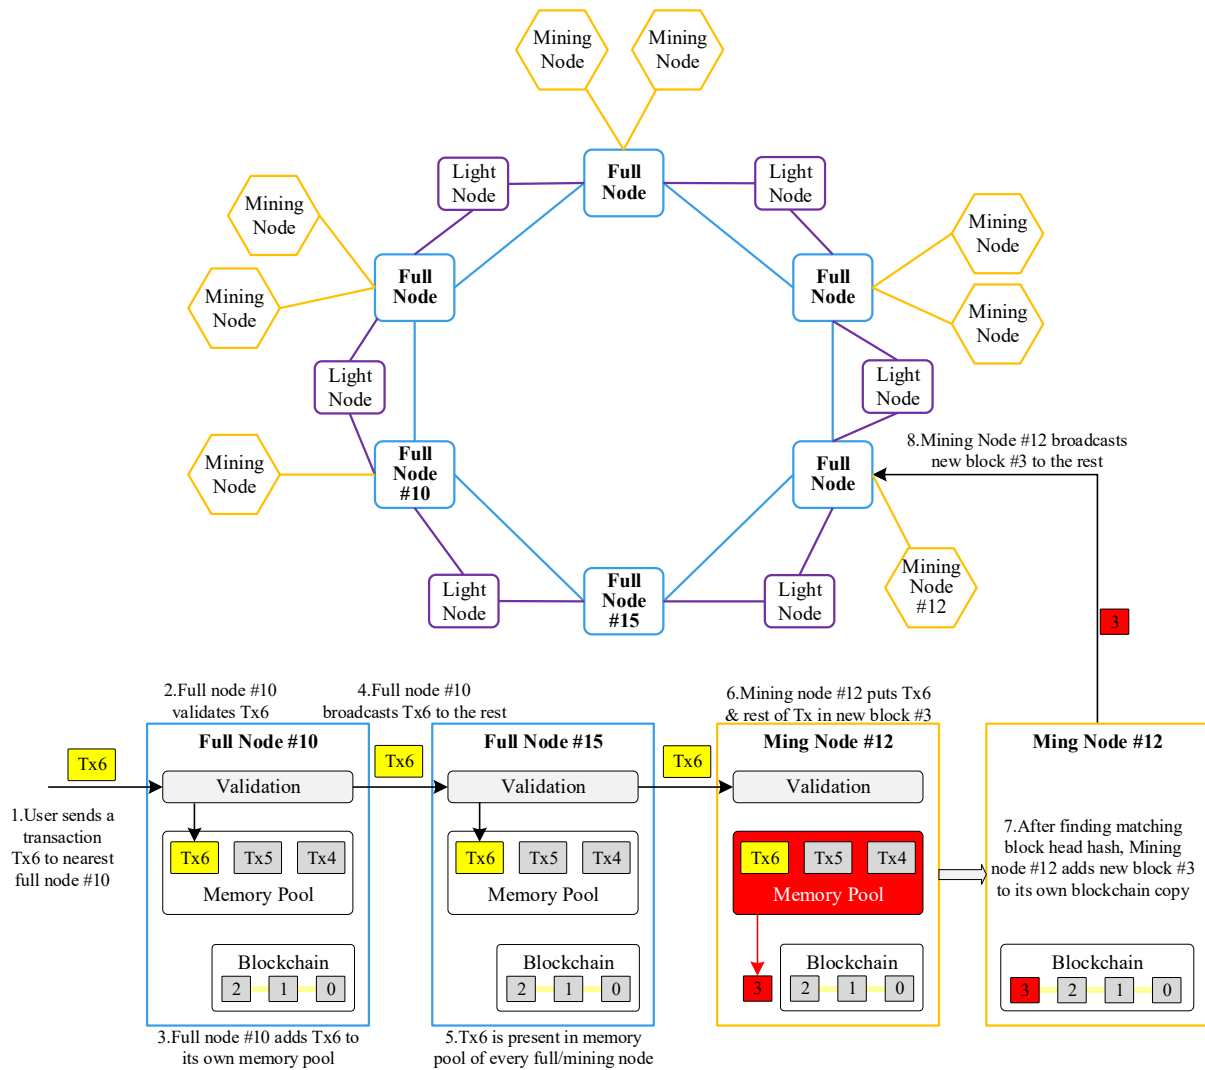 Mining
Node
Mining
Node
Full
Node
Light
Node
Light
Node
Mining
Node
Mining
Node
Full
Node
Full
Node
Mining
Node
Mining
Node
Light
Node
Light
Node
Mining
Node
Full
Node
#10
Full
Node
8.Mining Node #12 broadcasts
new block #3 to the rest
Light
Node
Full
Node
#15
Light
Node
Mining
Node
#12
3
2.Full node #10
validates Tx6
4.Full node #10
broadcasts Tx6 to the rest
6.Mining node #12 puts Tx6
& rest of Tx in new block #3
Tx6
1.User sends a
transaction
Tx6 to nearest
full node #10
Full Node #10
Validation
Tx6 Tx5 Tx4
Memory Pool
Blockchain
2 1 0
3.Full node #10 adds Tx6 to
its own memory pool
Tx6
Full Node #15
Validation
Tx6 Tx5 Tx4
Memory Pool
Blockchain
2 1 0
5.Tx6 is present in memory
pool of every full/mining node
Tx6
Ming Node #12
Validation
Tx6 Tx5 Tx4
Memory Pool
3
Blockchain
2 1 0
Ming Node #12
7.After finding matching
block head hash, Mining
node #12 adds new block #3
to its own blockchain copy
Blockchain
3 2 1 0